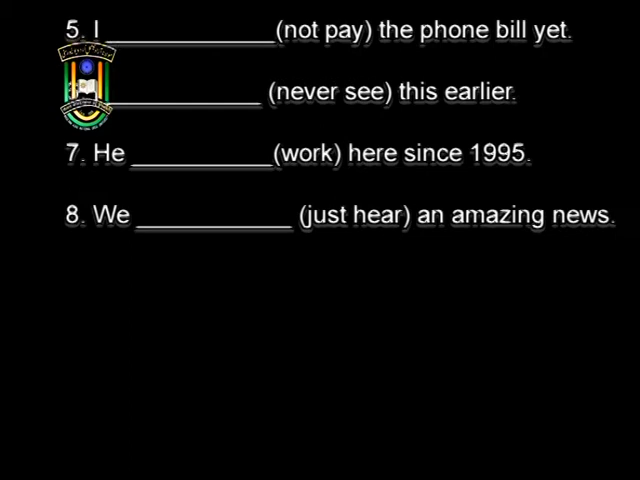 5. I ____________(not pay) the phone bill yet.
___________ (never see) this earlier.
7. He __________(work) here since 1995.
8. We ___________ (just hear) an amazing news.